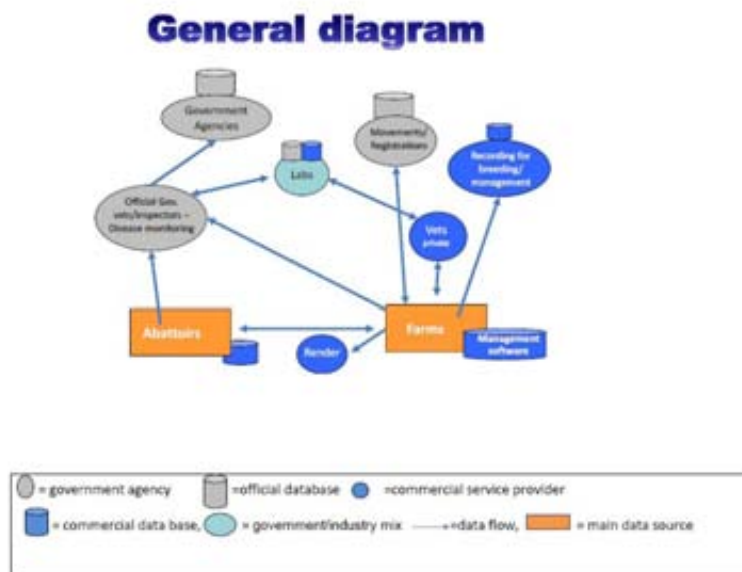 General diagram
Government
Agencies
Movements/
Registrations
Recording for
breeding/
management
Labs
Official Gov.
vets/inspectors –
Disease monitoring
Vets
private
Abattoirs
Farms
Render
Management
software
= government agency
=official database
=commercial service provider
= commercial data base,
= government/industry mix
=data flow,
= main data source